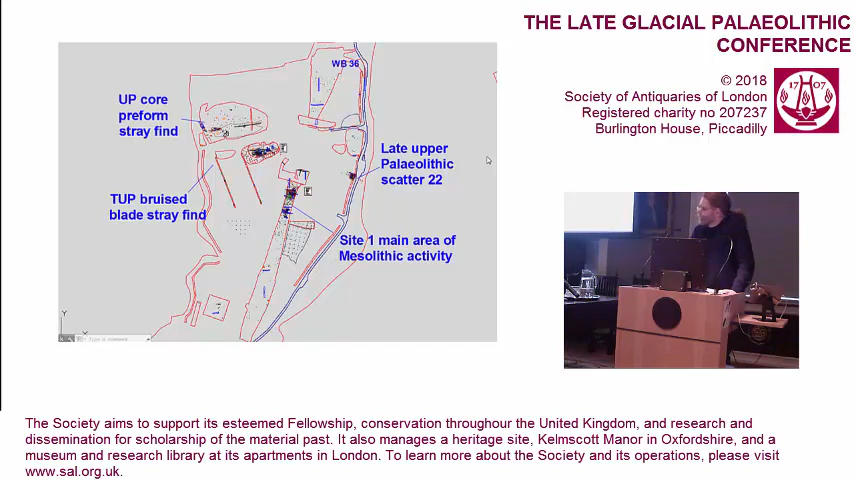 THE LATE GLACIAL PALAEOLITHIC
CONFERENCE
© 2018
Society of Antiquaries of London
Registered charity no 207237
Burlington House, Piccadilly
17 07
WB 36
UP core
preform
stray find
Late upper
Palaeolithic
scatter 22
TUP bruised
blade stray find
Site 1 main area of
Mesolithic activity
Y
The Society aims to support its esteemed Fellowship, conservation throughour the United Kingdom, and research and
dissemination for scholarship of the material past. It also manages a heritage site, Kelmscott Manor in Oxfordshire, and a
museum and research library at its apartments in London. To learn more about the Society and its operations, please visit
www.sal.org.uk.